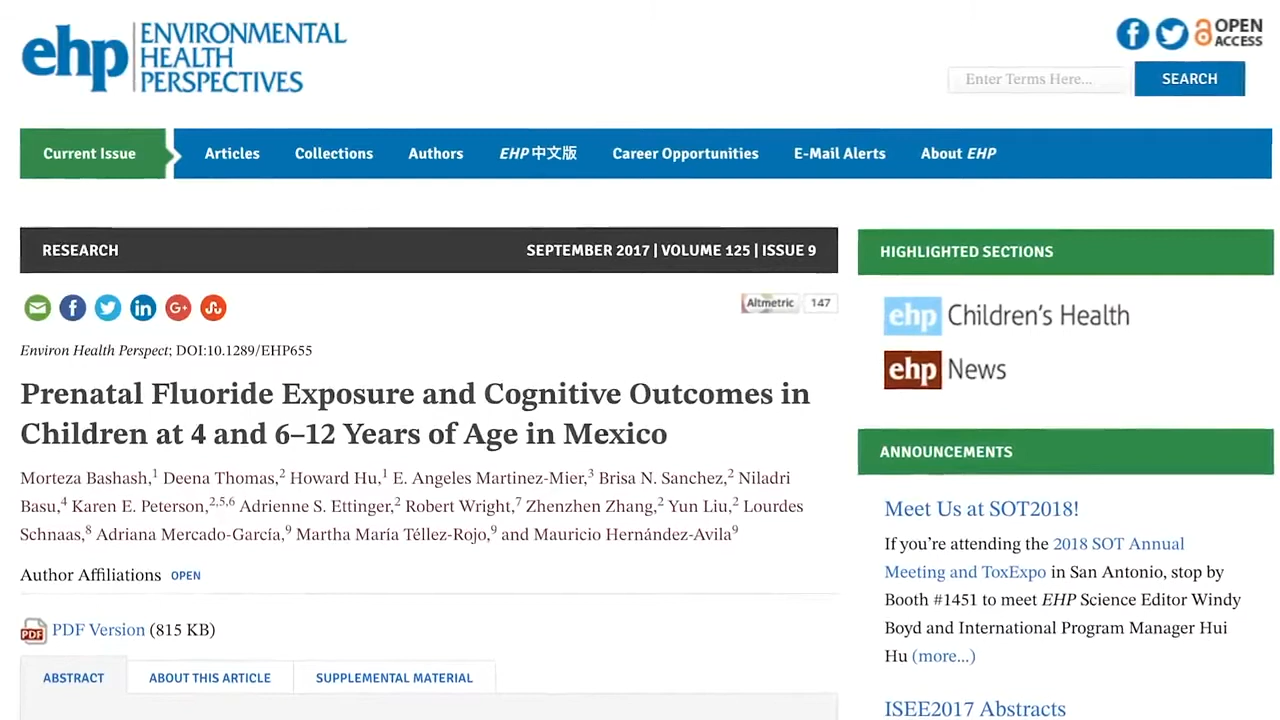 ehp ENVIRONMENTAL
HEALTH
PERSPECTIVES
OPEN
ACCESS
Enter Terms Here...
SEARCH
Current Issue
Articles
Collections
Authors
EHP 中文版
Career Opportunities
E-Mail Alerts
About EHP
RESEARCH
SEPTEMBER 2017 | VOLUME 125 | ISSUE 9
Altmetric 147
Environ Health Perspect; DOI:10.1289/EHP655
Prenatal Fluoride Exposure and Cognitive Outcomes in
Children at 4 and 6–12 Years of Age in Mexico
Morteza Bashash,1 Deena Thomas,2 Howard Hu,1 E. Angeles Martinez-Mier,3 Brisa N. Sanchez,2 Niladri
Basu,4 Karen E. Peterson,2,5,6 Adrienne S. Ettinger,2 Robert Wright,7 Zhenzhen Zhang,2 Yun Liu,2 Lourdes
Schnaas,8 Adriana Mercado-García,9 Martha María Téllez-Rojo,9 and Mauricio Hernández-Avila9
Author Affiliations OPEN
PDF PDF Version (815 KB)
ABSTRACT
ABOUT THIS ARTICLE
SUPPLEMENTAL MATERIAL
HIGHLIGHTED SECTIONS
ehp Children's Health
ehp News
ANNOUNCEMENTS
Meet Us at SOT2018!
If you're attending the 2018 SOT Annual
Meeting and ToxExpo in San Antonio, stop by
Booth #1451 to meet EHP Science Editor Windy
Boyd and International Program Manager Hui
Hu (more...)
ISEE2017 Abstracts